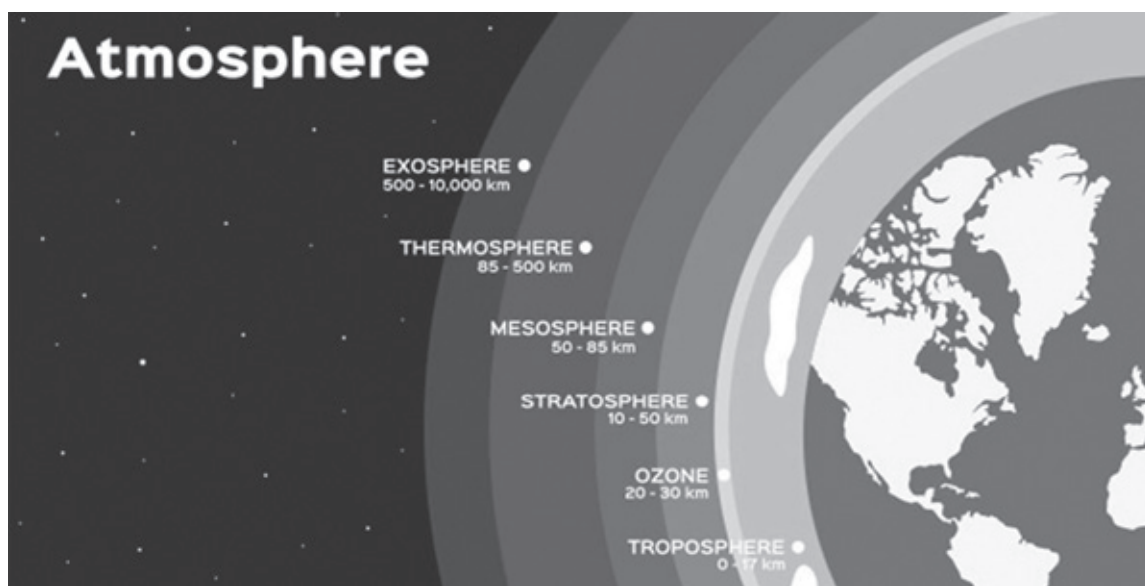 Atmosphere
EXOSPHERE
500 - 10,000 km
THERMOSPHERE
85 - 500 km
MESOSPHERE
50 - 85 km
STRATOSPHERE
10 - 50 km
OZONE
20 - 30 km
TROPOSPHERE
0 - 17 km